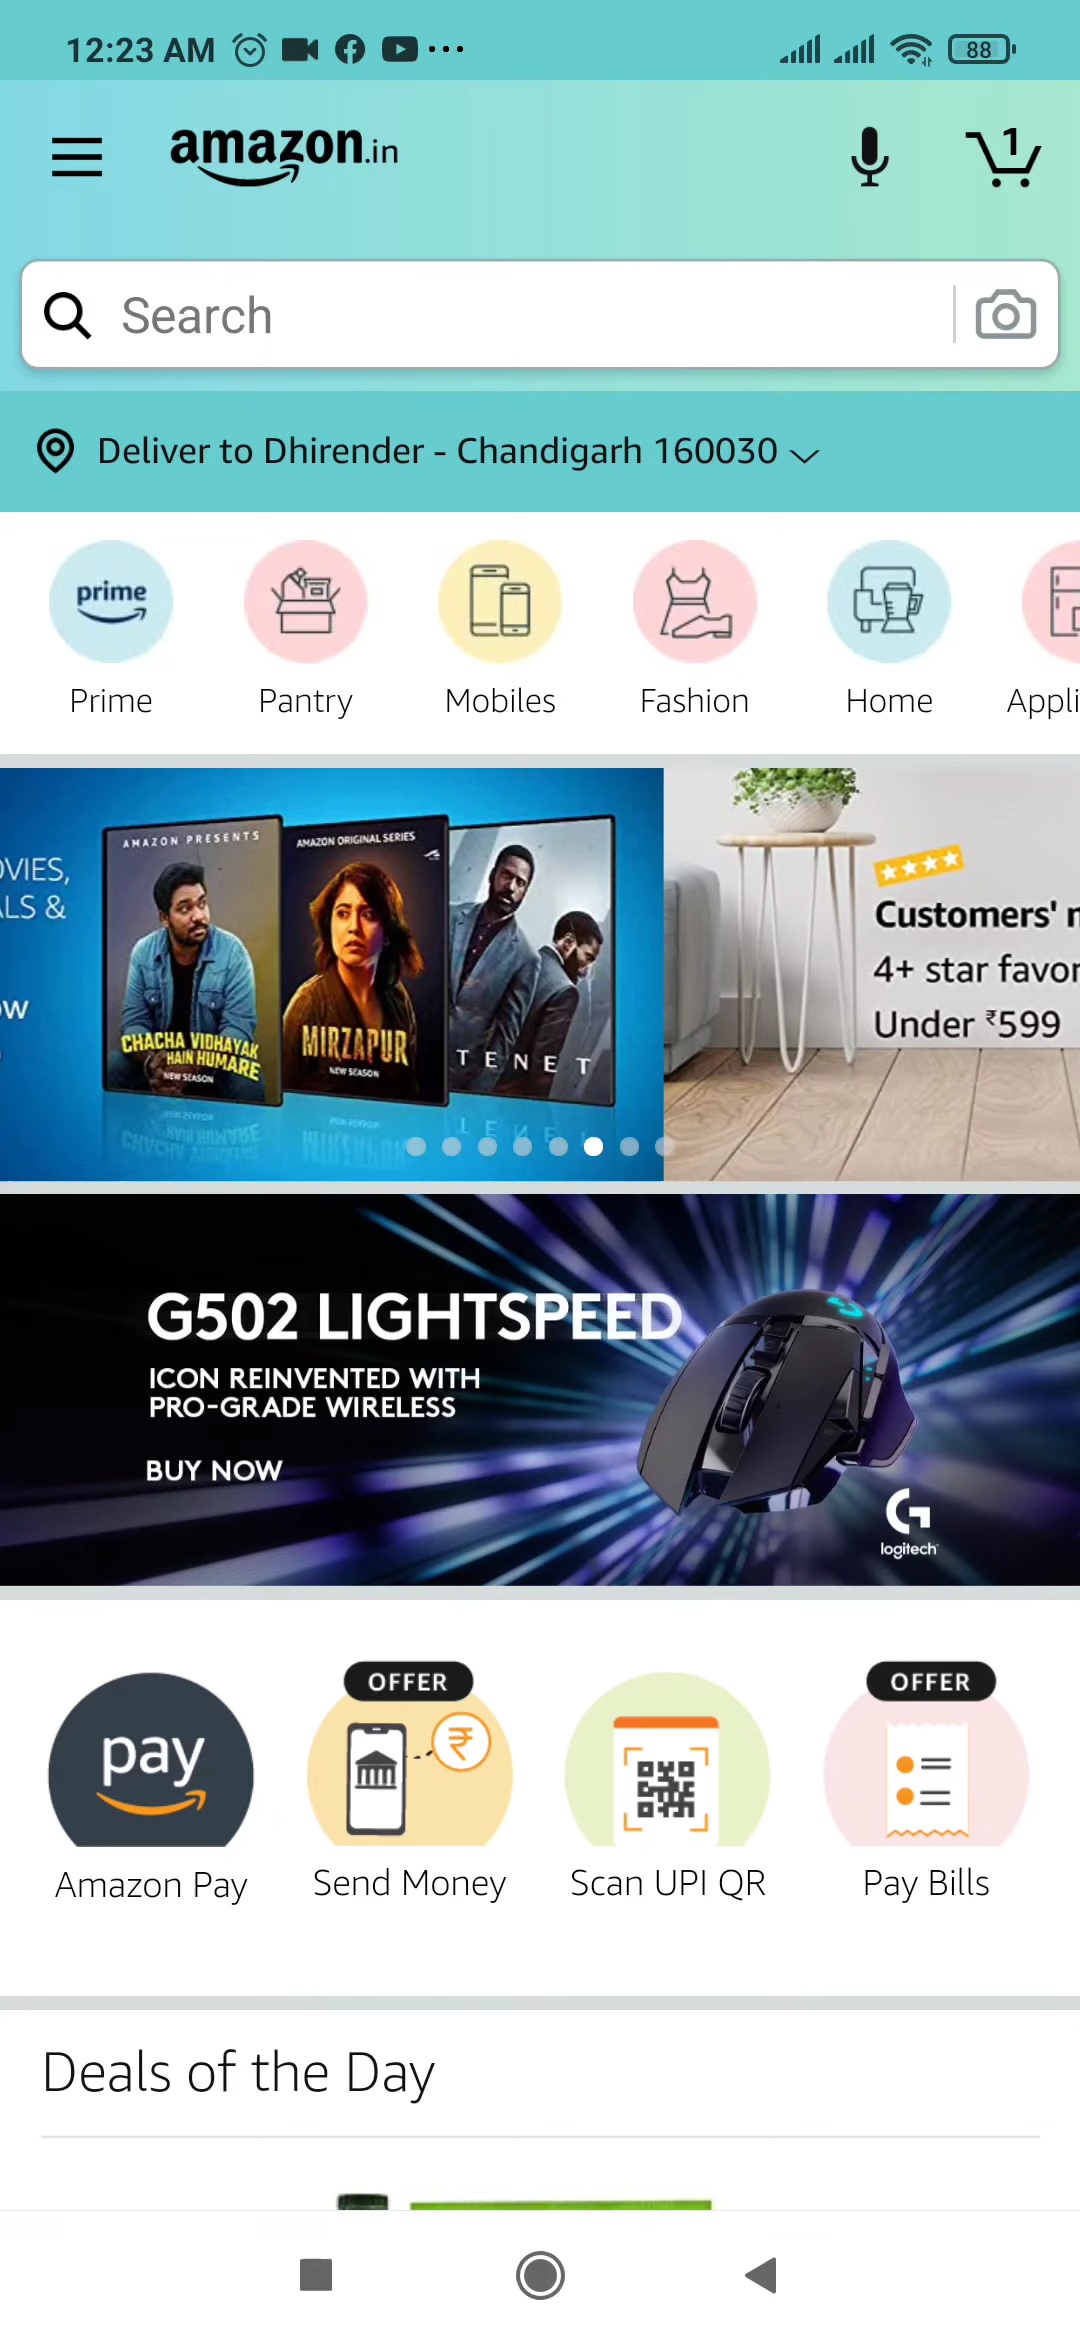 12:23 AM
88
amazon.in
1
Search
Deliver to Dhirender - Chandigarh 160030
prime
Prime
Pantry
Mobiles
Fashion
Home
Appli
OVIES,
ALS &
ow
AMAZON PRESENTS
CHACHA VIDHAYAK
HAIN HUMARE
NEW SEASON
AMAZON ORIGINAL SERIES
MIRZAPUR
NEW SEASON
TENET
Customers' m
4+ star favor
Under ₹599
G502 LIGHTSPEED
ICON REINVENTED WITH
PRO-GRADE WIRELESS
BUY NOW
logitech
pay
Amazon Pay
OFFER
Send Money
Scan UPI QR
OFFER
Pay Bills
Deals of the Day